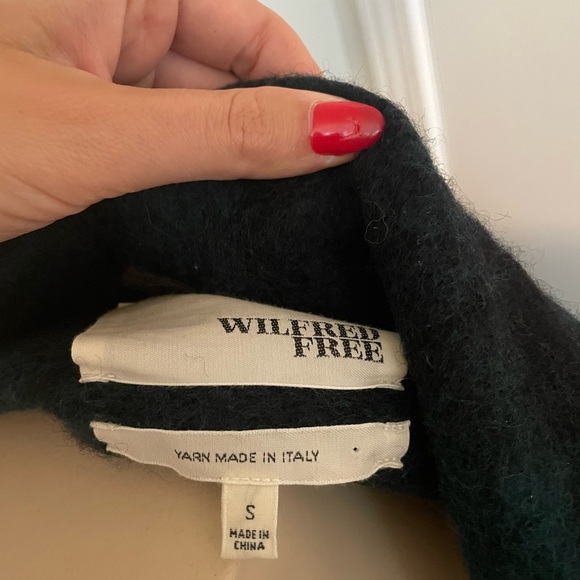 WILFRED
FREE
YARN MADE IN ITALY
S
MADE IN
CHINA